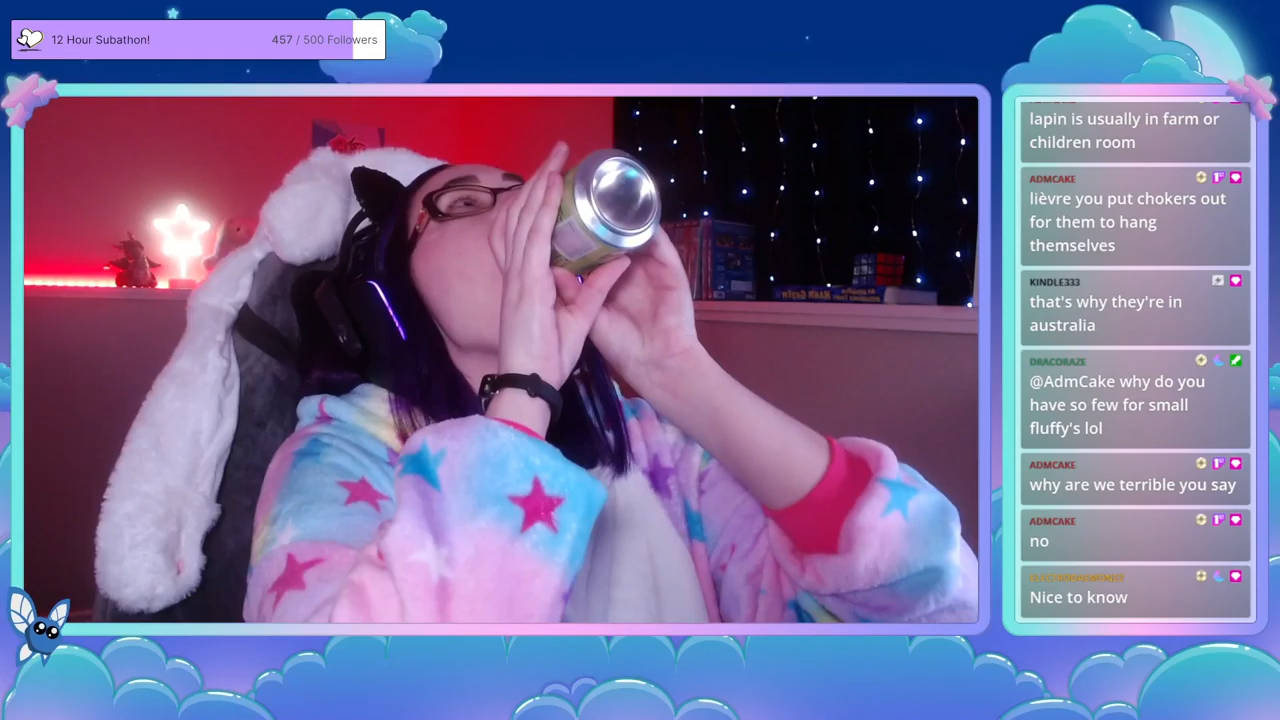 12 Hour Subathon!
457 / 500 Followers
lapin is usually in farm or
children room
ADMCAKE
lièvre you put chokers out
for them to hang
themselves
KINDLE333
that's why they're in
australia
DRACORAZE
@AdmCake why do you
have so few for small
fluffy's lol
ADMCAKE
why are we terrible you say
ADMCAKE
no
Nice to know